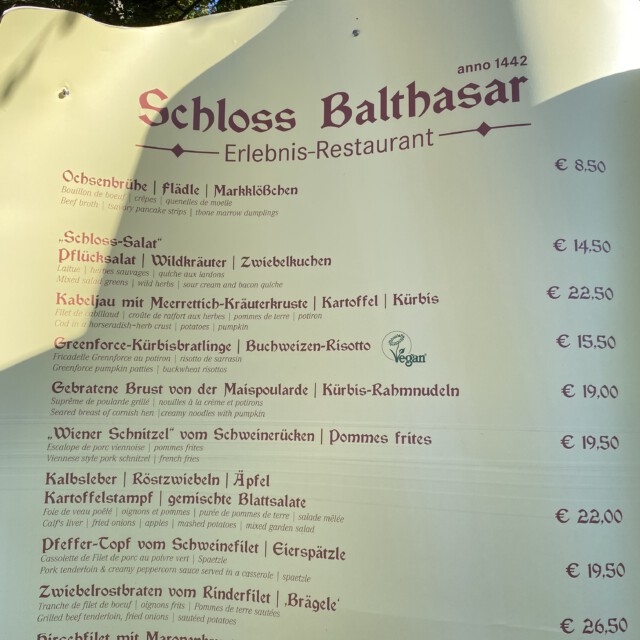 anno 1442
Schloss Balthasar
Erlebnis-Restaurant
Ochsenbrühe | Flädle | Markklößchen € 8,50
Bouillon de boeuf | crêpes | quenelles de moelle
Beef broth | tsavory pancake strips | tbone marrow dumplings
„Schloss-Salat“ € 14,50
Pflücksalat | Wildkräuter | Zwiebelkuchen
Laitue | herbes sauvages | quiche aux lardons
Mixed salad greens | wild herbs | sour cream and bacon quiche
Kabeljau mit Meerrettich-Kräuterkruste | Kartoffel | Kürbis € 22,50
Filet de cabillaud | croûte de raifort aux herbes | pommes de terre | potiron
Cod in a horseradish-herb crust | potatoes | pumpkin
Greenforce-Kürbisbratlinge | Buchweizen-Risotto Vegan € 15,50
Fricadelle Grennforce au potiron | risotto de sarrasin
Greenforce pumpkin patties | buckwheat risottos
Gebratene Brust von der Maispoularde | Kürbis-Rahmnudeln € 19,00
Suprême de poularde grillé | nouilles à la crème et potirons
Seared breast of cornish hen |creamy noodles with pumpkin
„Wiener Schnitzel“ vom Schweinerücken | Pommes frites € 19,50
Escalope de porc viennoise | pommes frites
Viennese style pork schnitzel | french fries
Kalbsleber | Röstzwiebeln | Äpfel
Kartoffelstampf | gemischte Blattsalate € 22,00
Foie de veau poêlé | oignons et pommes | purée de pommes de terre | salade mêlée
Calf's liver | fried onions | apples | mashed potatoes | mixed garden salad
Pfeffer-Topf vom Schweinefilet | Eierspätzle € 19,50
Cassolette de Filet de porc au poivre vert | Spaetzle
Pork tenderloin & creamy peppercorn sauce served in a casserole | spaetzle
Zwiebelrostbraten vom Rinderfilet | ‚Brägele‘ € 26,50
Tranche de filet de boeuf | oignons frits | Pommes de terre sautées
Grilled beef tenderloin, fried onions | sautéed potatoes
Hirschfilet mit